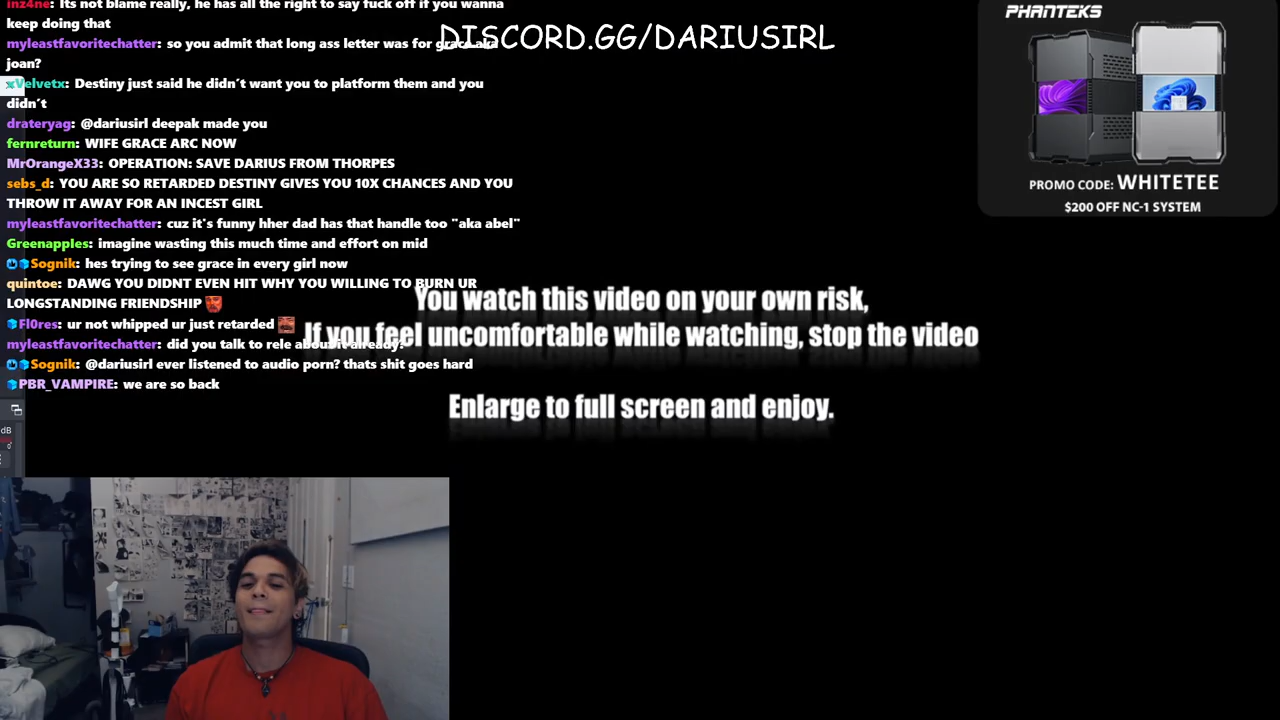 inz4ne: Its not blame really, he has all the right to say fuck off if you wanna
keep doing that
myleastfavoritechatter: so you admit that long ass letter was for grace aka
joan?
xVelvetx: Destiny just said he didn't want you to platform them and you
didn't
drateryag: @dariusirl deepak made you
fernreturn: WIFE GRACE ARC NOW
MrOrangeX33: OPERATION: SAVE DARIUS FROM THORPES
sebs_d: YOU ARE SO RETARDED DESTINY GIVES YOU 10X CHANCES AND YOU
THROW IT AWAY FOR AN INCEST GIRL
myleastfavoritechatter: cuz it's funny hher dad has that handle too "aka abel"
Greenapples: imagine wasting this much time and effort on mid
Sognik: hes trying to see grace in every girl now
quintoe: DAWG YOU DIDNT EVEN HIT WHY YOU WILLING TO BURN UR
LONGSTANDING FRIENDSHIP
Fl0res: ur not whipped ur just retarded
myleastfavoritechatter: did you talk to rele about it already?
Sognik: @dariusirl ever listened to audio porn? thats shit goes hard
PBR_VAMPIRE: we are so back
dB
DISCORD.GG/DARIUSIRL
PHANTEKS
PROMO CODE: WHITETEE
$200 OFF NC-1 SYSTEM
You watch this video on your own risk,
If you feel uncomfortable while watching, stop the video
Enlarge to full screen and enjoy.